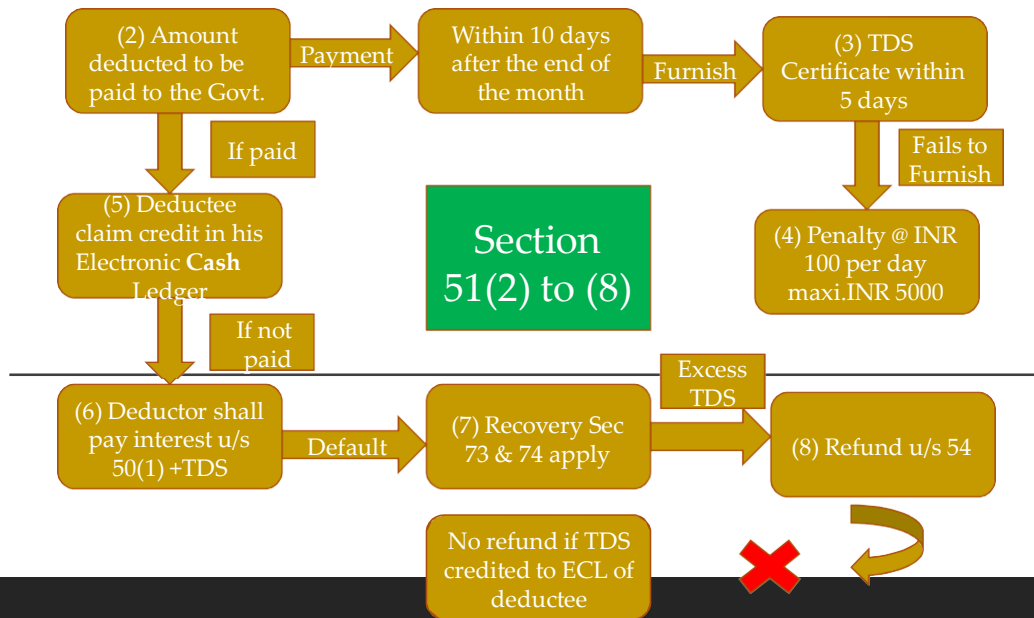 (2) Amount
deducted to be
paid to the Govt.
Payment
Within 10 days
after the end of
the month
Furnish
(3) TDS
Certificate within
5 days
If paid
Fails to
Furnish
(5) Deductee
claim credit in his
Electronic Cash
Ledger
Section
51(2) to (8)
(4) Penalty @ INR
100 per day
maxi.INR 5000
If not
paid
Excess
TDS
(6) Deductor shall
pay interest u/s
50(1) +TDS
Default
(7) Recovery Sec
73 & 74 apply
(8) Refund u/s 54
No refund if TDS
credited to ECL of
deductee